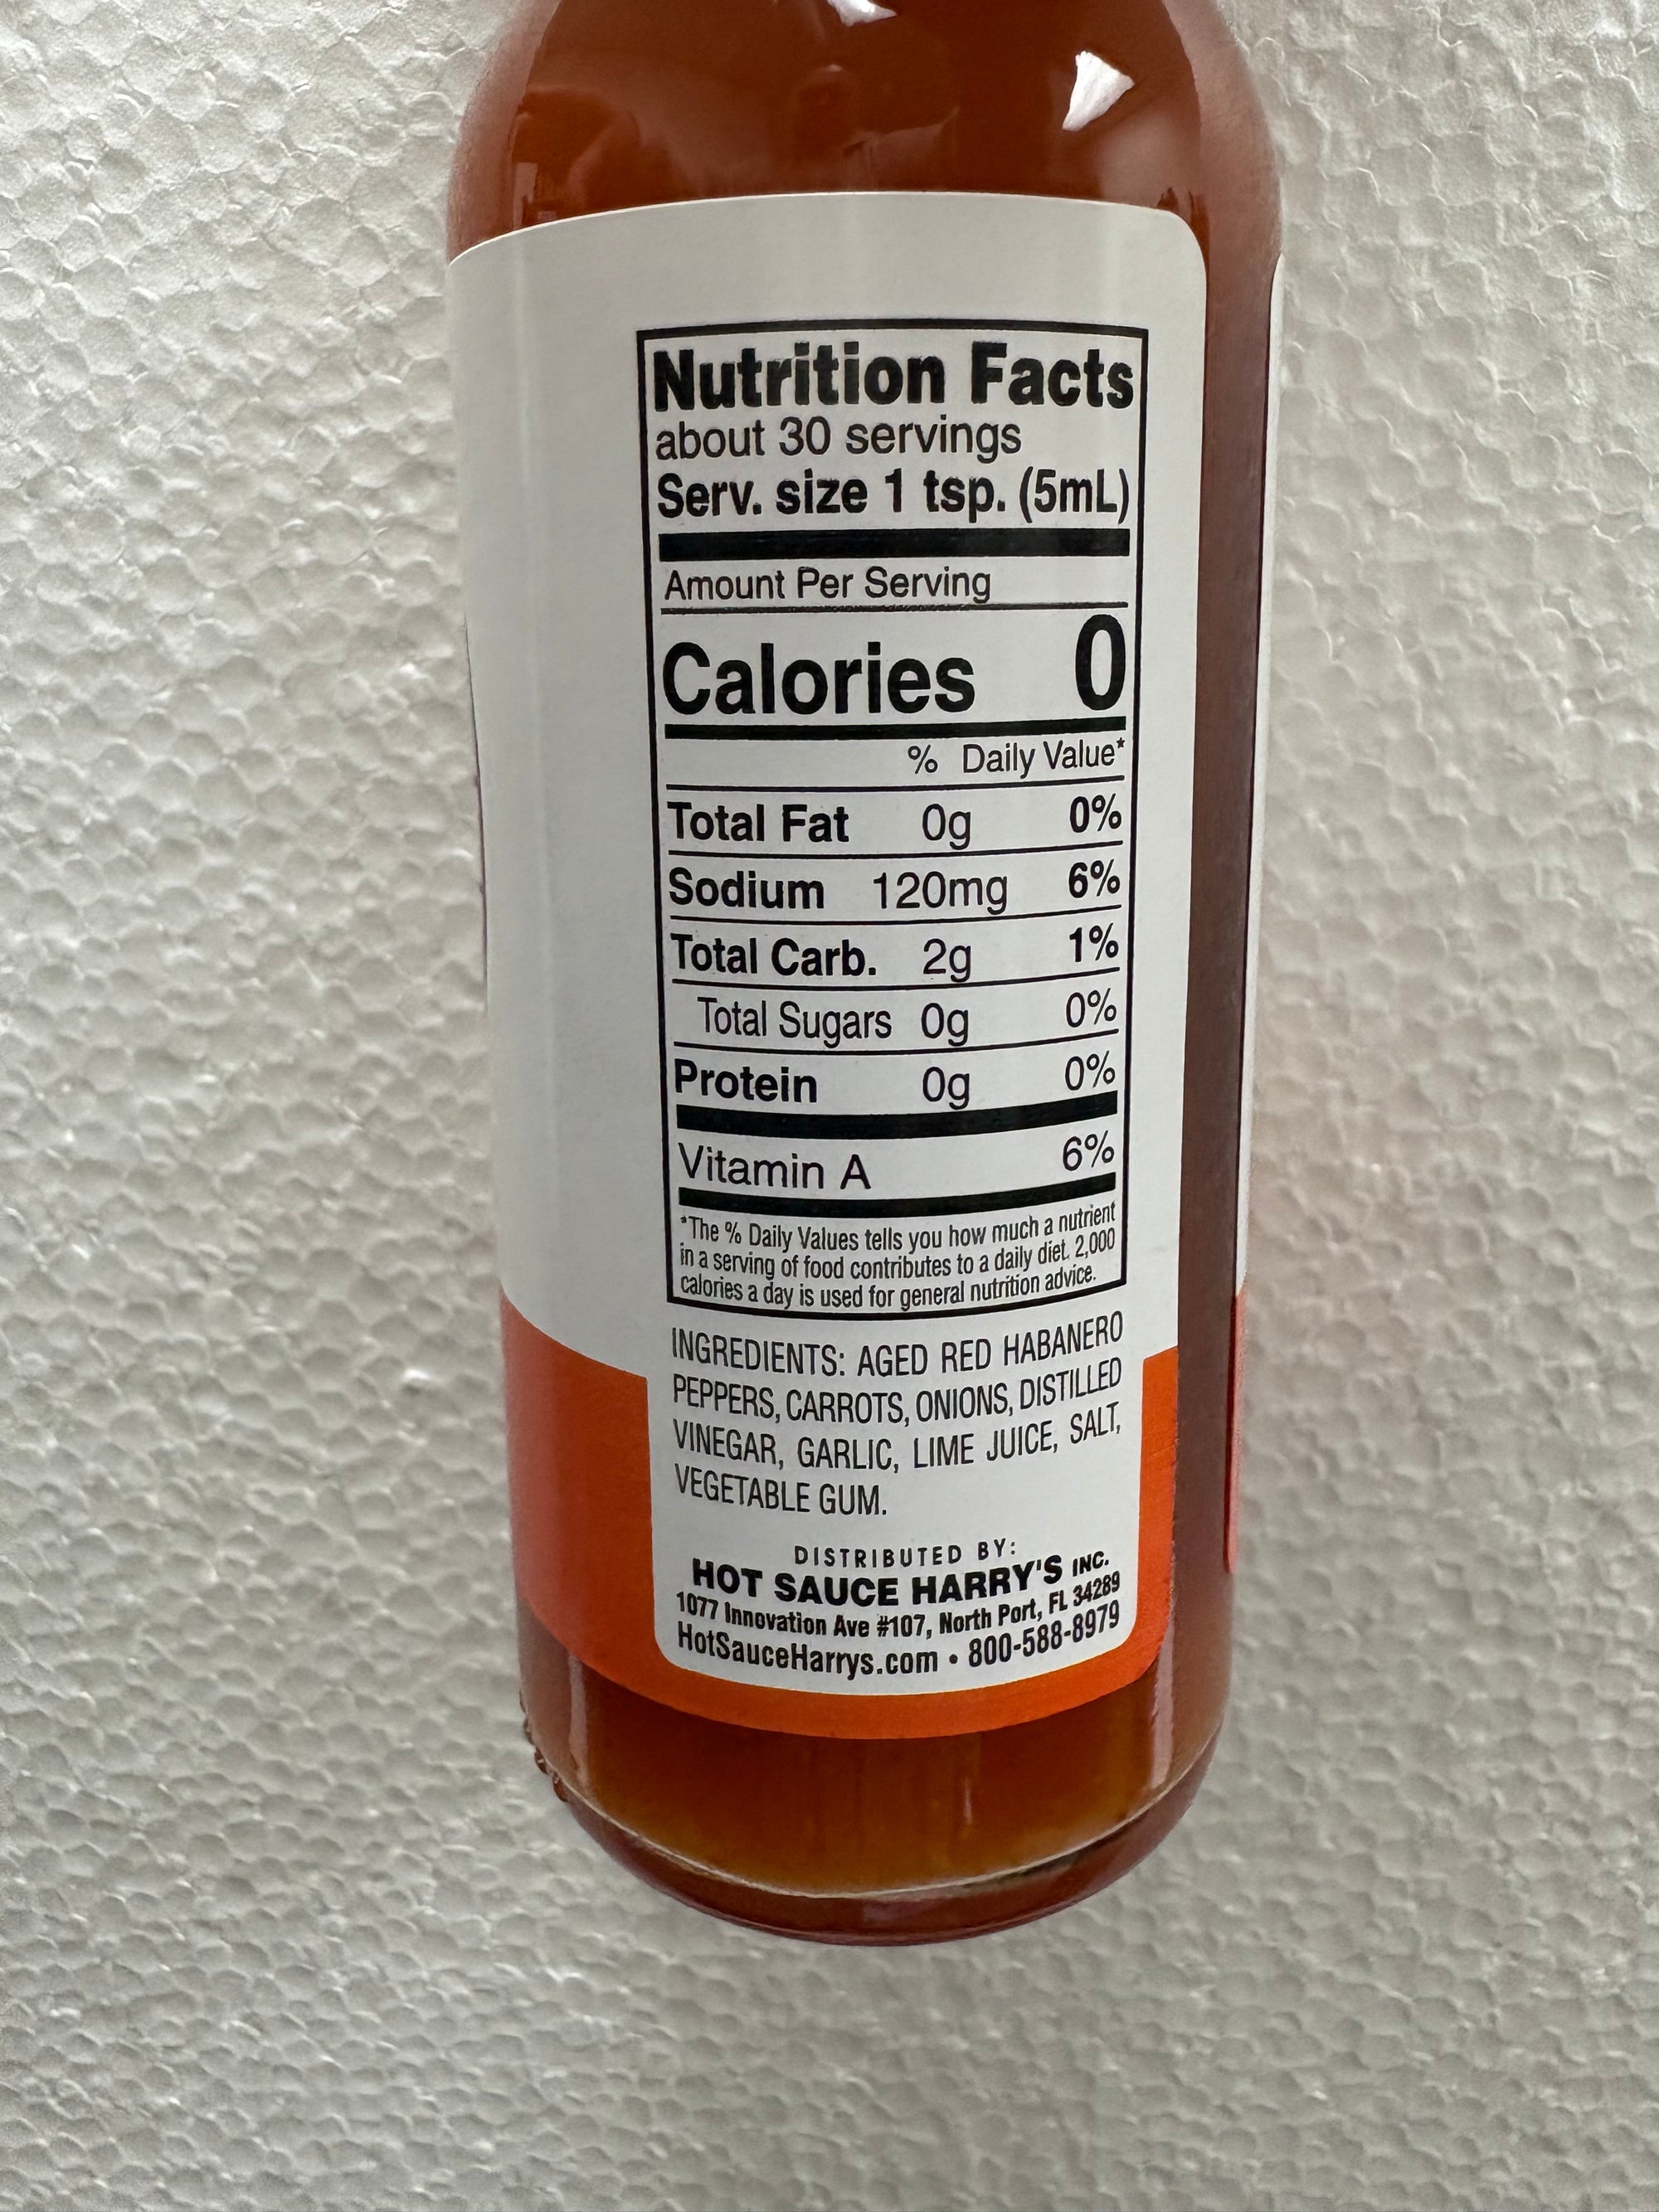 Nutrition Facts
about 30 servings
Serv. size 1 tsp. (5mL)
Amount Per Serving
Calories 0
% Daily Value*
Total Fat 0g 0%
Sodium 120mg 6%
Total Carb. 2g 1%
Total Sugars 0g 0%
Protein 0g 0%
Vitamin A 6%
*The % Daily Values tells you how much a nutrient
in a serving of food contributes to a daily diet. 2,000
calories a day is used for general nutrition advice.
INGREDIENTS: AGED RED HABANERO
PEPPERS, CARROTS, ONIONS, DISTILLED
VINEGAR, GARLIC, LIME JUICE, SALT,
VEGETABLE GUM.
DISTRIBUTED BY:
HOT SAUCE HARRY'S INC.
1077 Innovation Ave #107, North Port, FL 34289
HotSauceHarrys.com • 800-588-8979